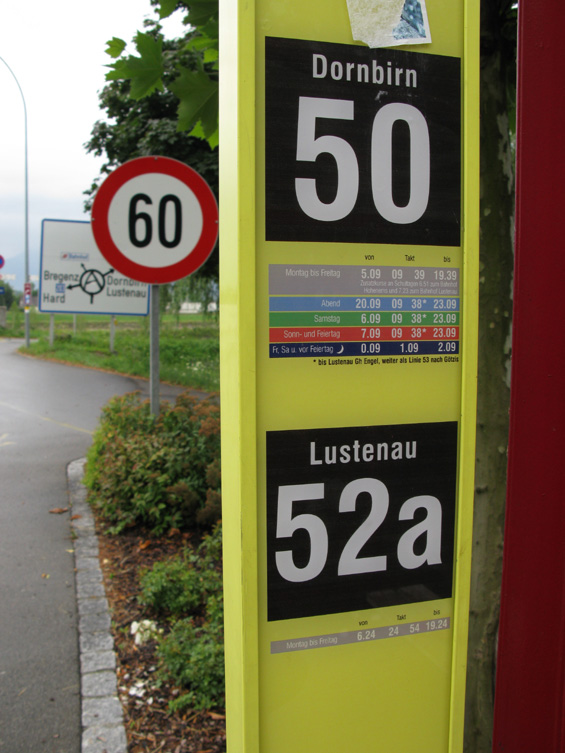 Dornbirn
50
von Takt bis
Montag bis Freitag 5.09 09 39 19.39
Abend 20.09 09 38* 23.09
Samstag 6.09 09 38* 23.09
Sonn- und Feiertag 7.09 09 38* 23.09
Fr, Sa u. vor Feiertag 0.09 1.09 2.09
* bis Lustenau Gh Engel, weiter als Linie 53 nach Götzis
Lustenau
52a
von Takt bis
Montag bis Freitag 6.24 24 54 19.24
60
Bregenz
Hard
Dornbirn
Lustenau